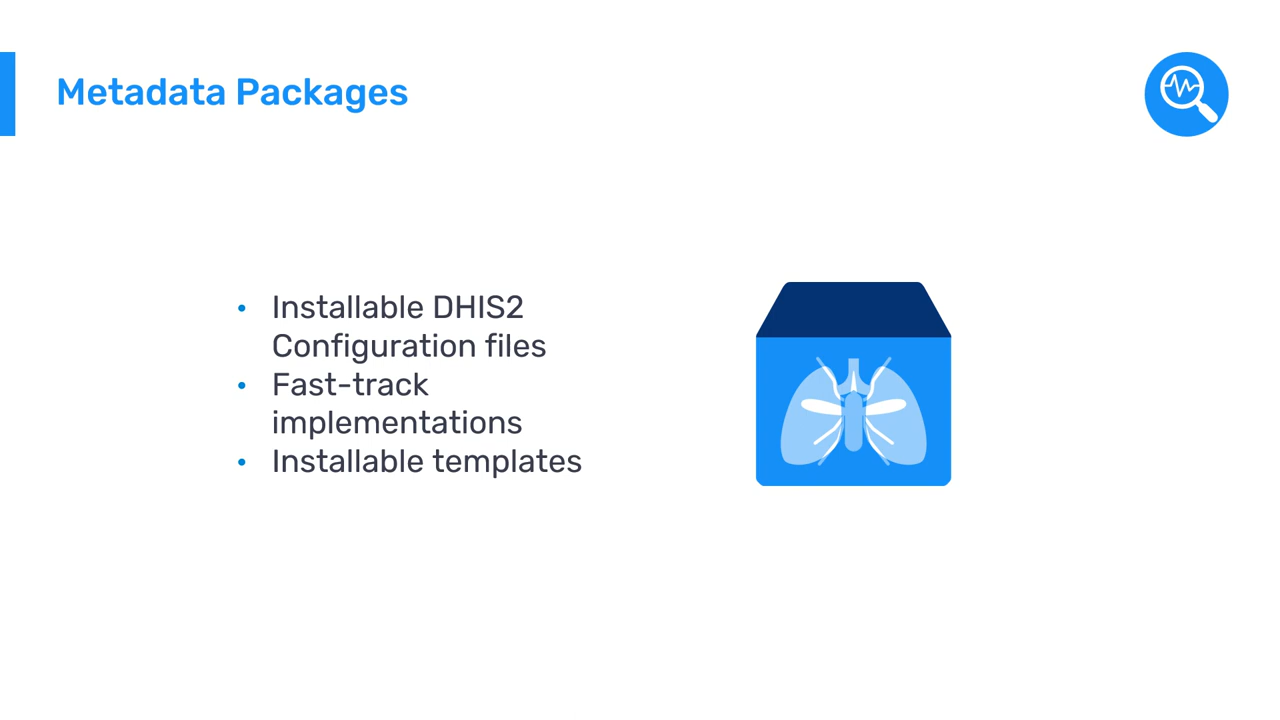 Metadata Packages
• Installable DHIS2
Configuration files
• Fast-track
implementations
• Installable templates